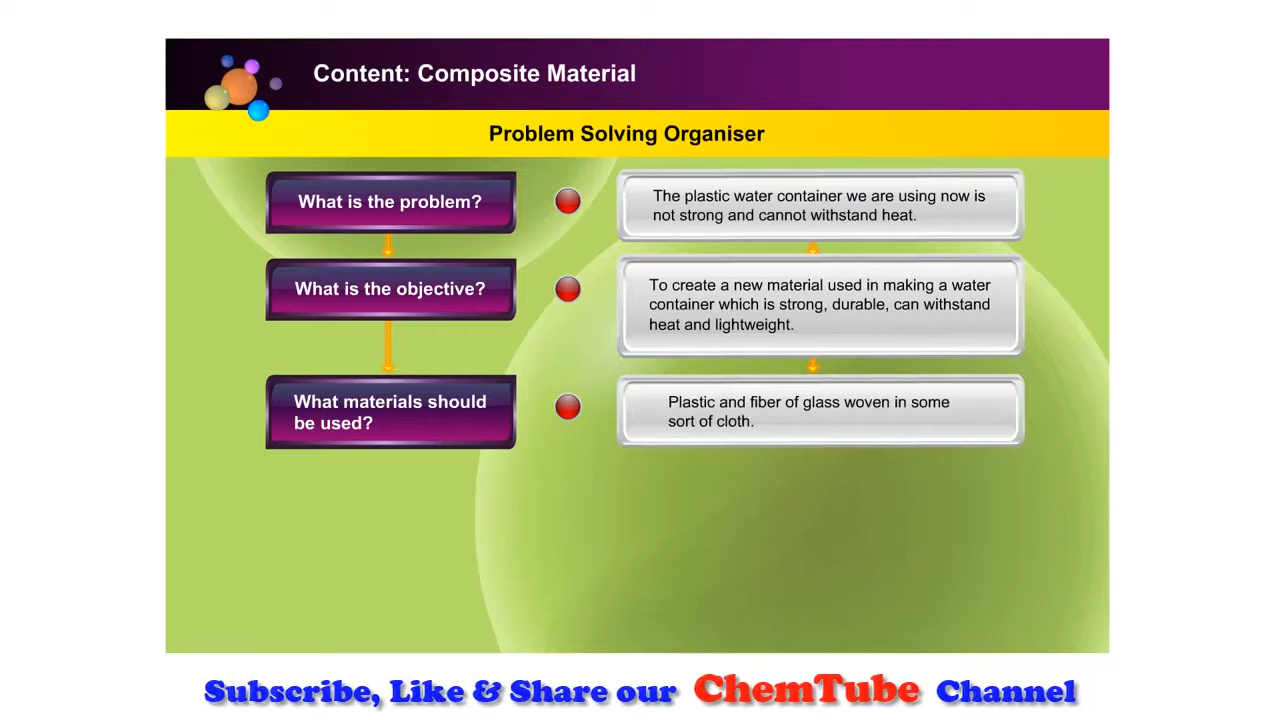 Content: Composite Material
Problem Solving Organiser
What is the problem?
The plastic water container we are using now is
not strong and cannot withstand heat.
What is the objective?
To create a new material used in making a water
container which is strong, durable, can withstand
heat and lightweight.
What materials should
be used?
Plastic and fiber of glass woven in some
sort of cloth.
Subscribe, Like & Share our ChemTube Channel